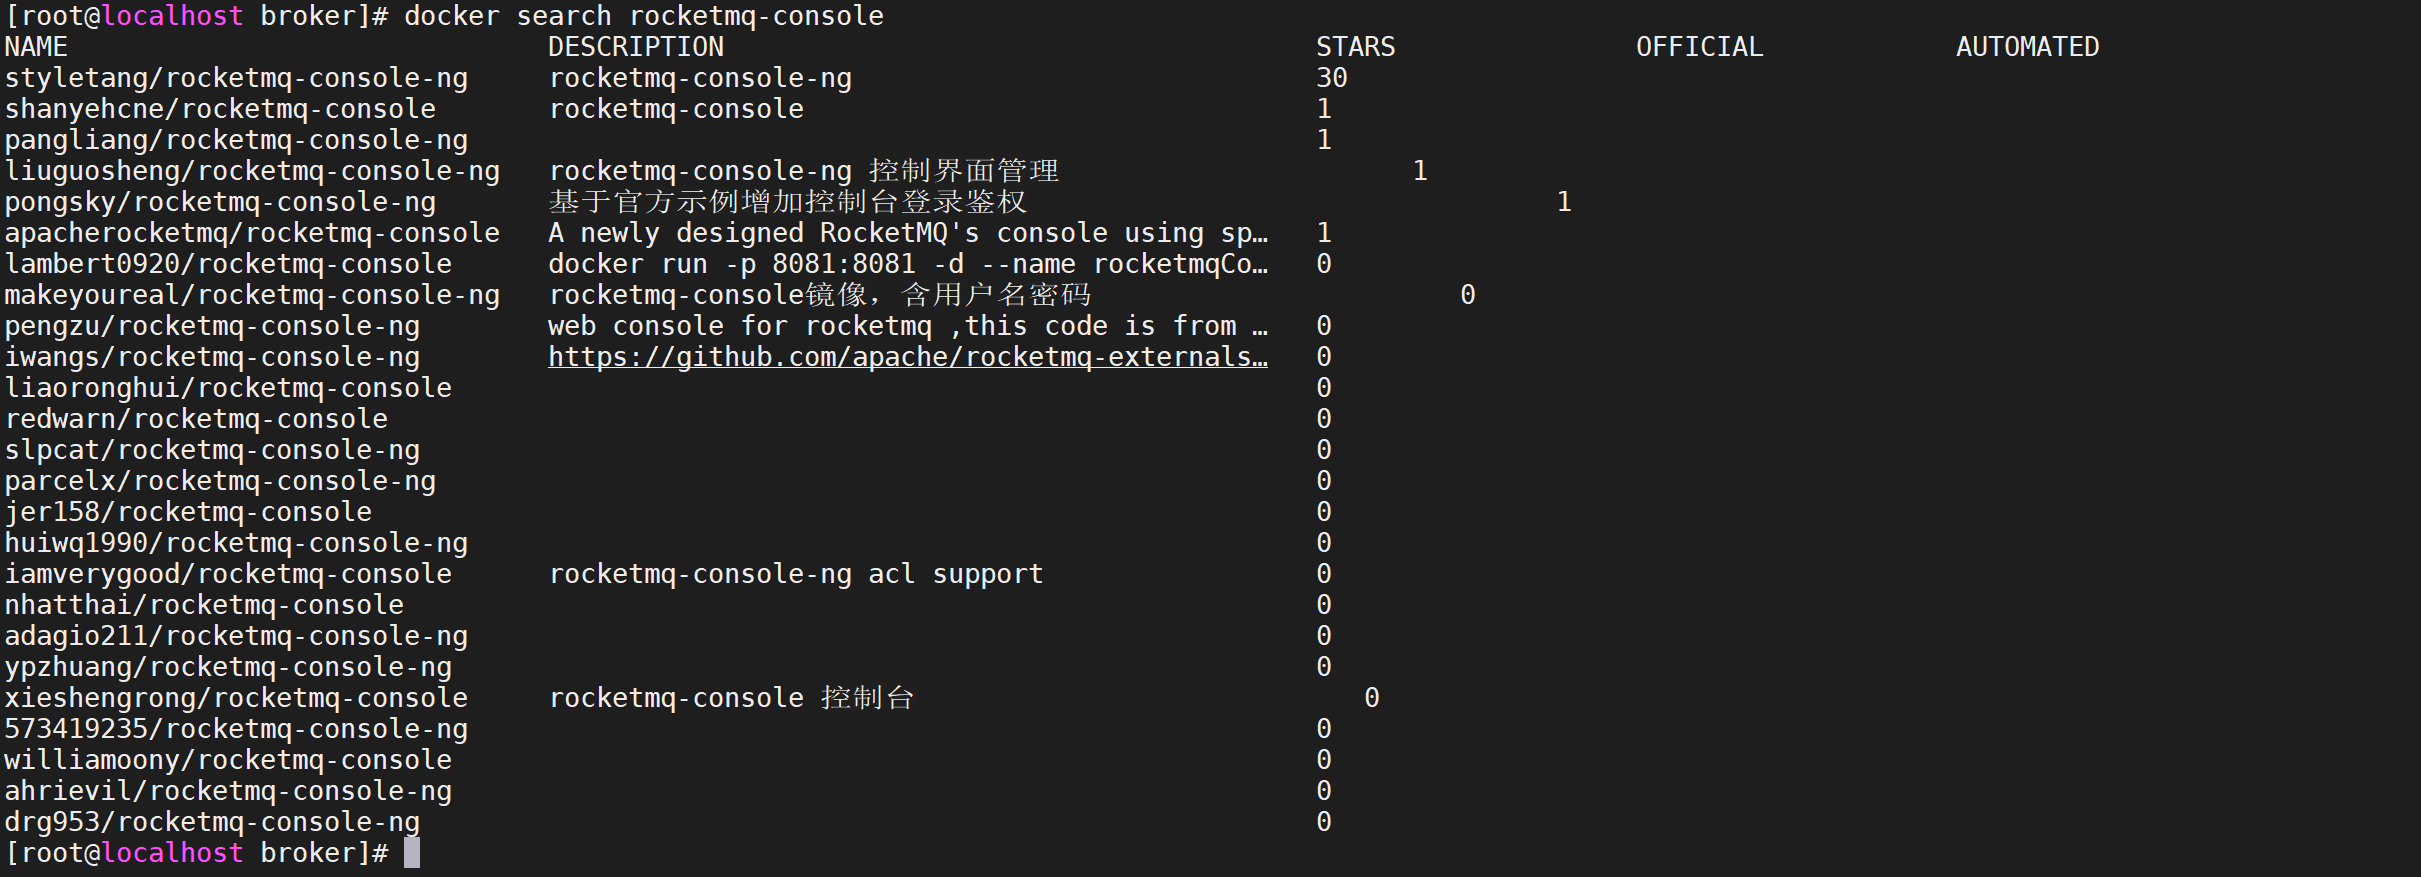 [root@localhost broker]# docker search rocketmq-console
NAME DESCRIPTION STARS OFFICIAL AUTOMATED
styletang/rocketmq-console-ng rocketmq-console-ng 30
shanyehcne/rocketmq-console rocketmq-console 1
pangliang/rocketmq-console-ng 1
liuguosheng/rocketmq-console-ng rocketmq-console-ng 控制界面管理 1
pongsky/rocketmq-console-ng 基于官方示例增加控制台登录鉴权 1
apacherocketmq/rocketmq-console A newly designed RocketMQ's console using sp… 1
lambert0920/rocketmq-console docker run -p 8081:8081 -d --name rocketmqCo… 0
makeyoureal/rocketmq-console-ng rocketmq-console镜像，含用户名密码 0
pengzu/rocketmq-console-ng web console for rocketmq ,this code is from … 0
iwangs/rocketmq-console-ng https://github.com/apache/rocketmq-externals… 0
liaoronghui/rocketmq-console 0
redwarn/rocketmq-console 0
slpcat/rocketmq-console-ng 0
parcelx/rocketmq-console-ng 0
jer158/rocketmq-console 0
huiwq1990/rocketmq-console-ng 0
iamverygood/rocketmq-console rocketmq-console-ng acl support 0
nhatthai/rocketmq-console 0
adagio211/rocketmq-console-ng 0
ypzhuang/rocketmq-console-ng 0
xieshengrong/rocketmq-console rocketmq-console 控制台 0
573419235/rocketmq-console-ng 0
williamoony/rocketmq-console 0
ahrievil/rocketmq-console-ng 0
drg953/rocketmq-console-ng 0
[root@localhost broker]#